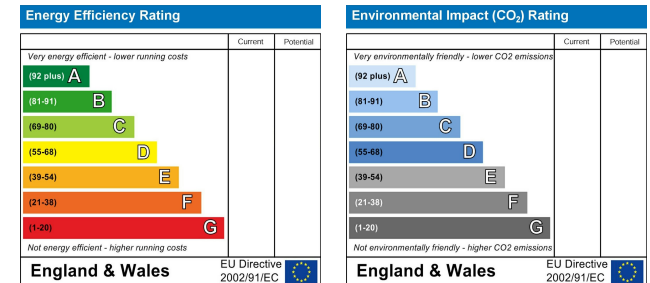 Energy Efficiency Rating
Current Potential
Very energy efficient - lower running costs
(92 plus) A
(81-91) B
(69-80) C
(55-68) D
(39-54) E
(21-38) F
(1-20) G
Not energy efficient - higher running costs
England & Wales
EU Directive
2002/91/EC
Environmental Impact (CO₂) Rating
Current Potential
Very environmentally friendly - lower CO2 emissions
(92 plus) A
(81-91) B
(69-80) C
(55-68) D
(39-54) E
(21-38) F
(1-20) G
Not environmentally friendly - higher CO2 emissions
England & Wales
EU Directive
2002/91/EC